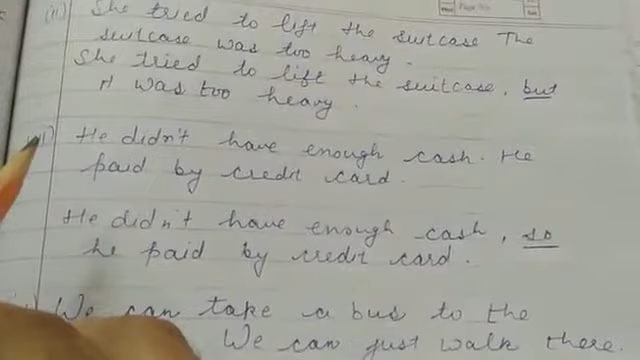 (ii) She tried to lift the suitcase The
suitcase was too heavy.
She tried to lift the suitcase, but
it was too heavy.
He didn't have enough cash. He
paid by credit card.
He didn't have enough cash, so
he paid by credit card.
We can take a bus to the
We can just walk there.